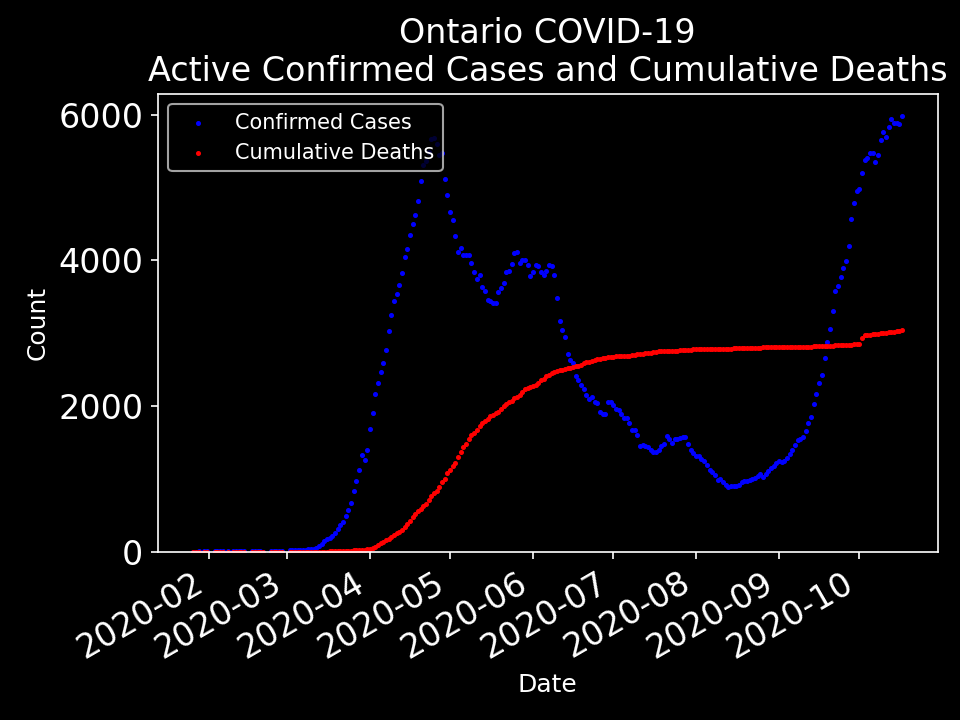 Ontario COVID-19
Active Confirmed Cases and Cumulative Deaths
Confirmed Cases
Cumulative Deaths
6000
4000
2000
0
Count
2020-02
2020-03
2020-04
2020-05
2020-06
2020-07
2020-08
2020-09
2020-10
Date